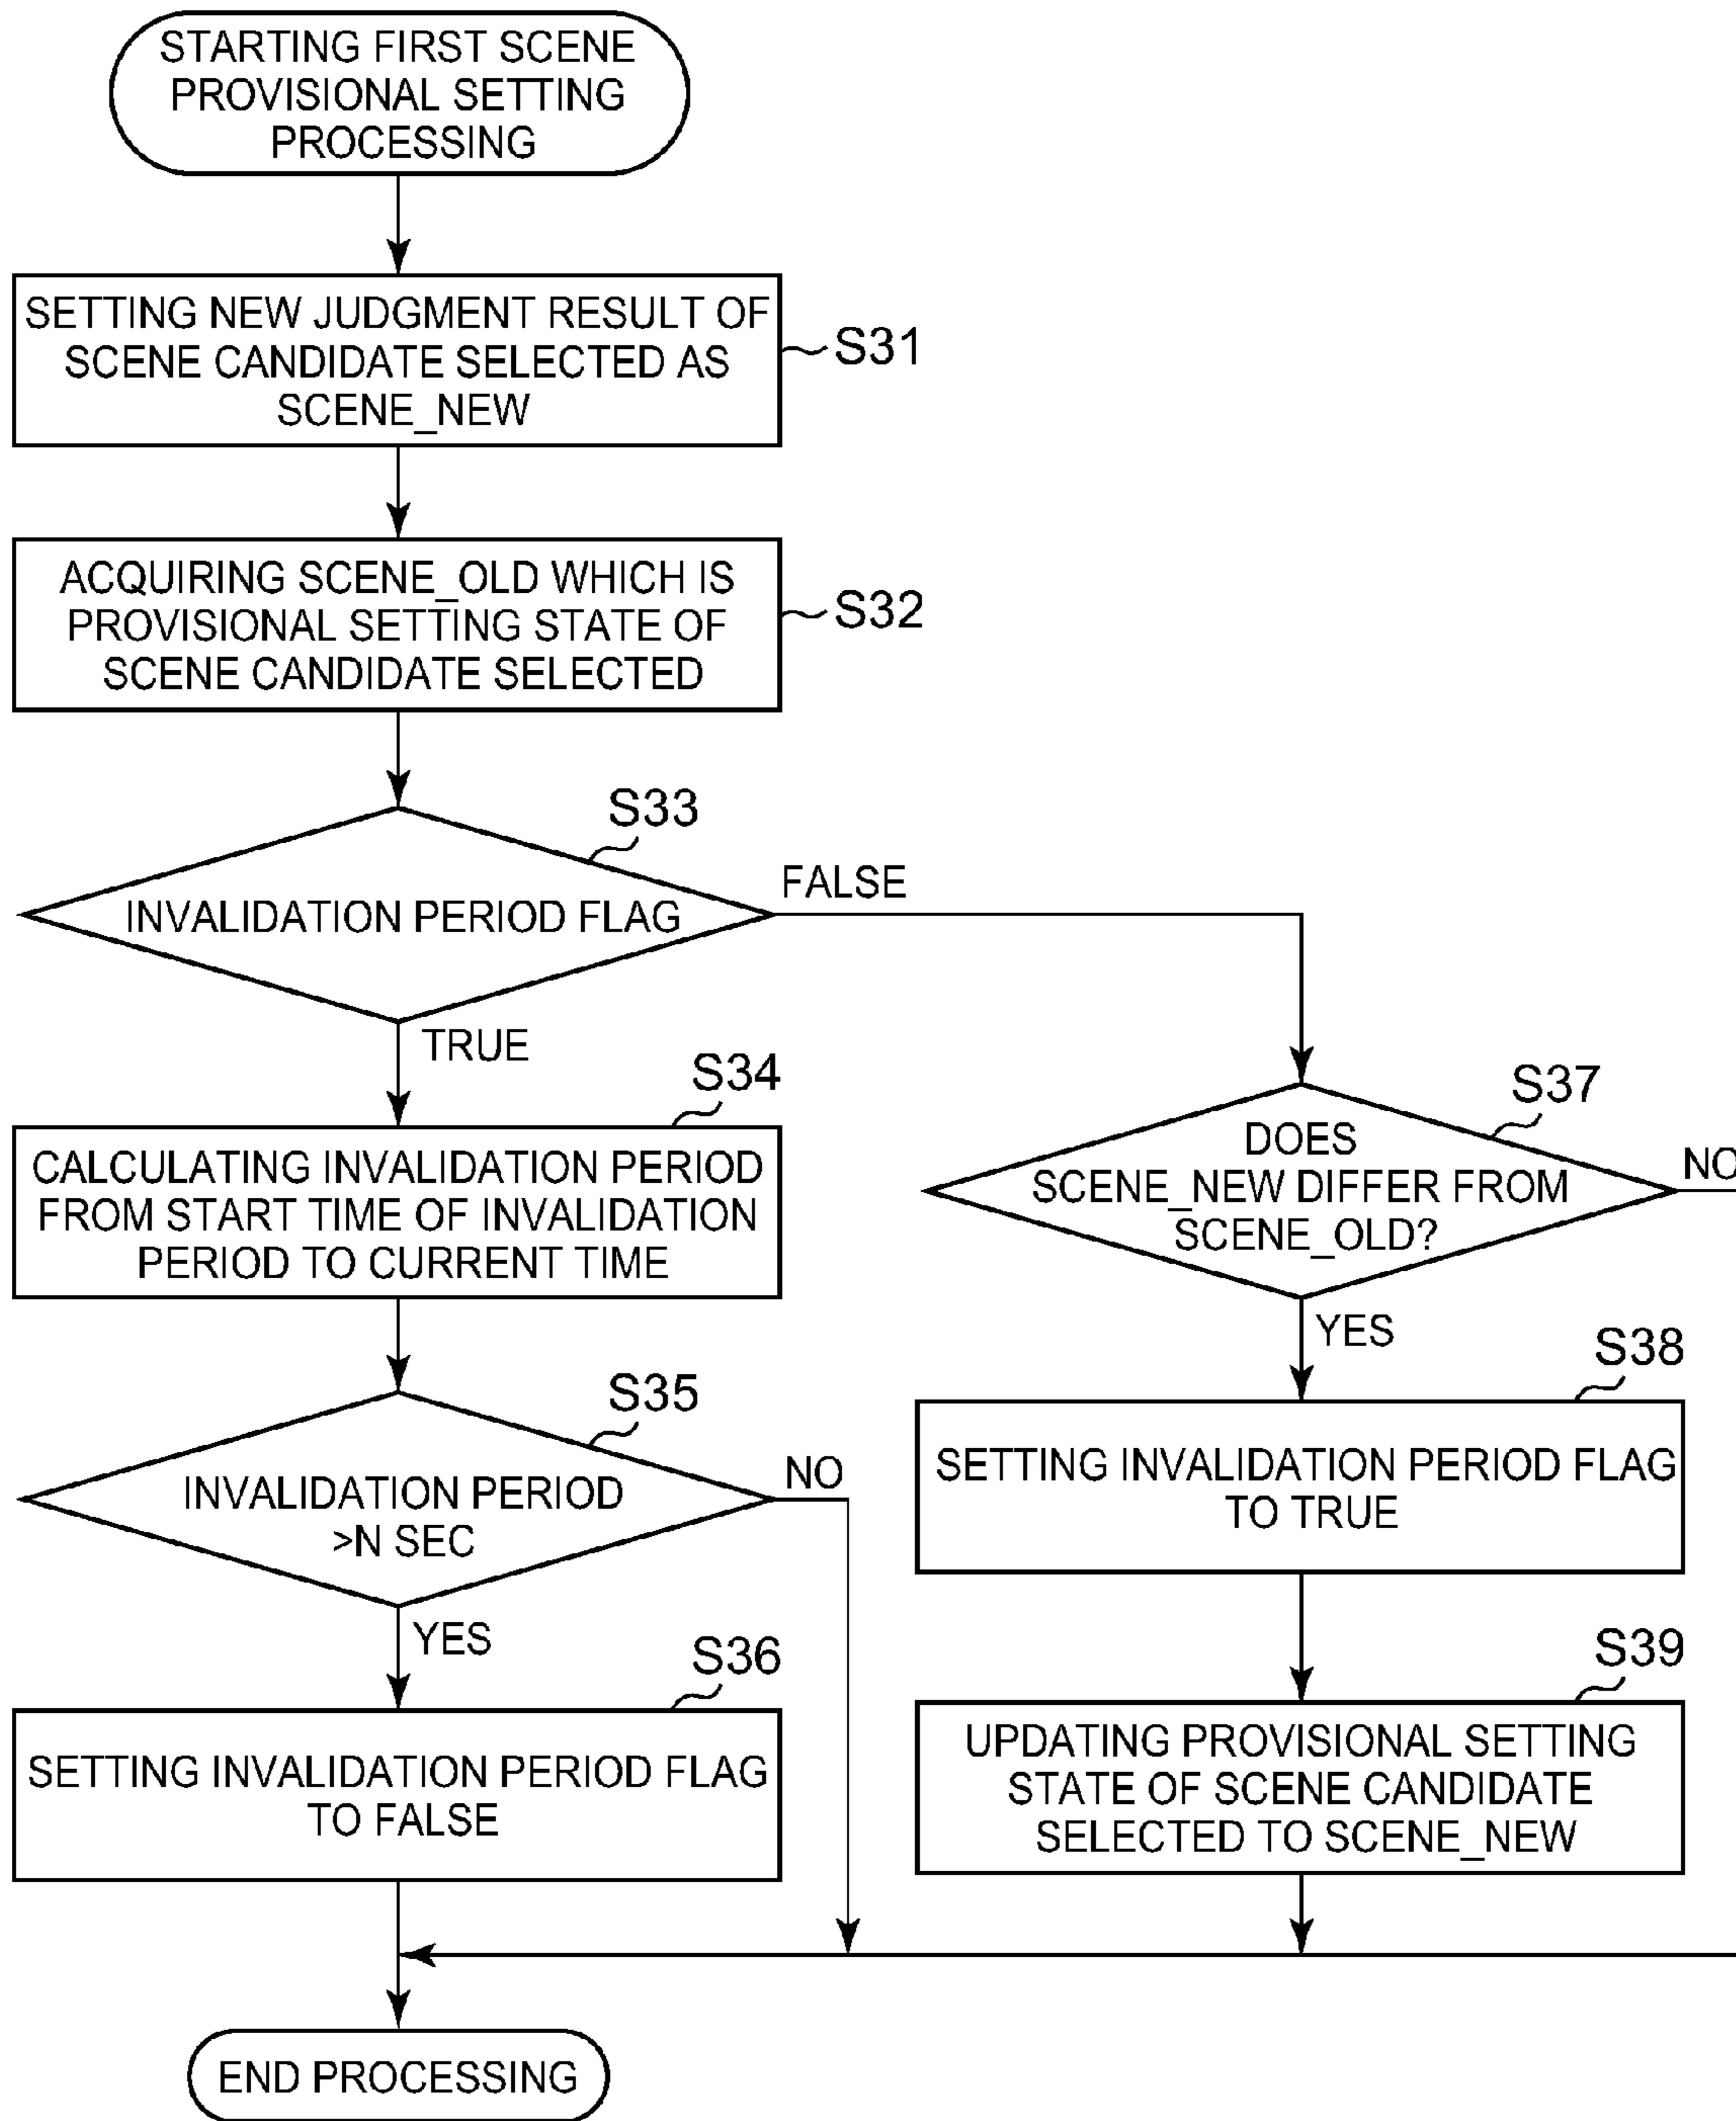 STARTING FIRST SCENE
PROVISIONAL SETTING
PROCESSING
SETTING NEW JUDGMENT RESULT OF
SCENE CANDIDATE SELECTED AS
SCENE_NEW
S31
ACQUIRING SCENE_OLD WHICH IS
PROVISIONAL SETTING STATE OF
SCENE CANDIDATE SELECTED
S32
S33
INVALIDATION PERIOD FLAG
FALSE
TRUE
S34
CALCULATING INVALIDATION PERIOD
FROM START TIME OF INVALIDATION
PERIOD TO CURRENT TIME
S35
INVALIDATION PERIOD
>N SEC
NO
YES
S36
SETTING INVALIDATION PERIOD FLAG
TO FALSE
S37
DOES
SCENE_NEW DIFFER FROM
SCENE_OLD?
NO
YES
S38
SETTING INVALIDATION PERIOD FLAG
TO TRUE
S39
UPDATING PROVISIONAL SETTING
STATE OF SCENE CANDIDATE
SELECTED TO SCENE_NEW
END PROCESSING